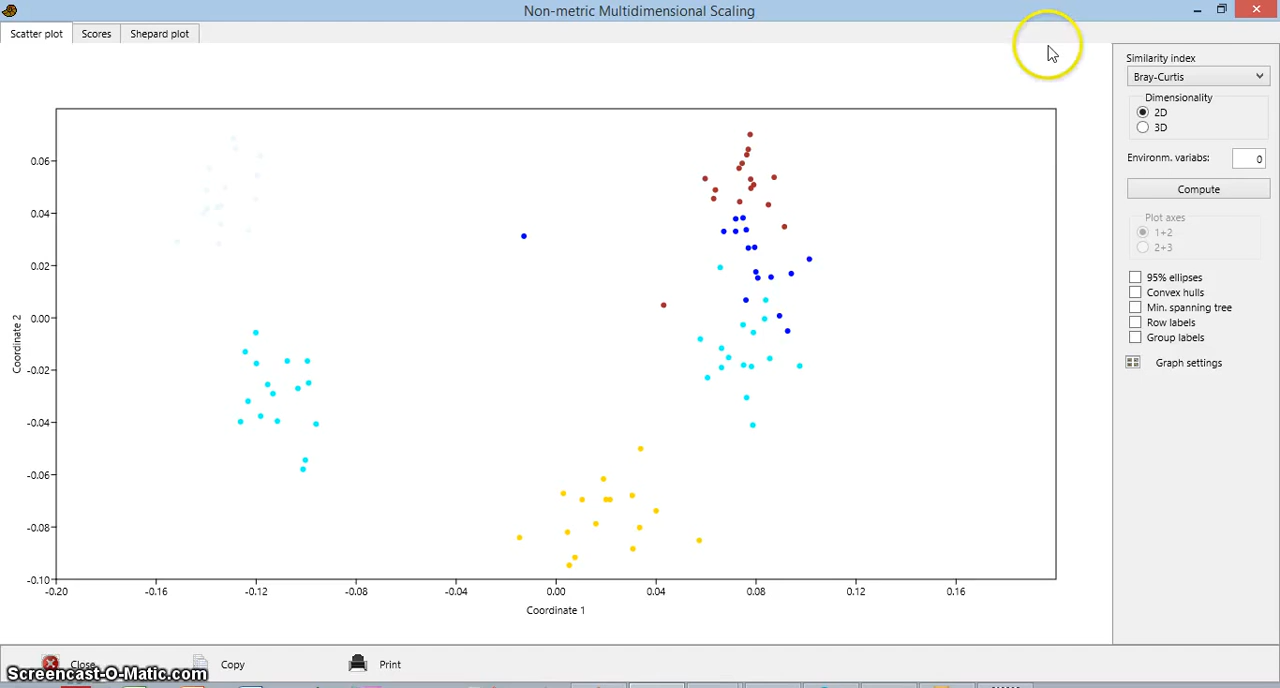 Non-metric Multidimensional Scaling
Scatter plot
Scores
Shepard plot
Similarity index
Bray-Curtis
Dimensionality
2D
3D
Environm. variabs:
0
Compute
Plot axes
1+2
2+3
95% ellipses
Convex hulls
Min. spanning tree
Row labels
Group labels
Graph settings
0.06
0.04
0.02
0.00
-0.02
-0.04
-0.06
-0.08
-0.10
Coordinate 2
-0.20
-0.16
-0.12
-0.08
-0.04
0.00
0.04
0.08
0.12
0.16
Coordinate 1
Close
Copy
Print
Screencast-O-Matic.com